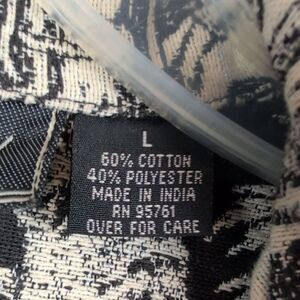 L
60% COTTON
40% POLYESTER
MADE IN INDIA
RN 95761
OVER FOR CARE